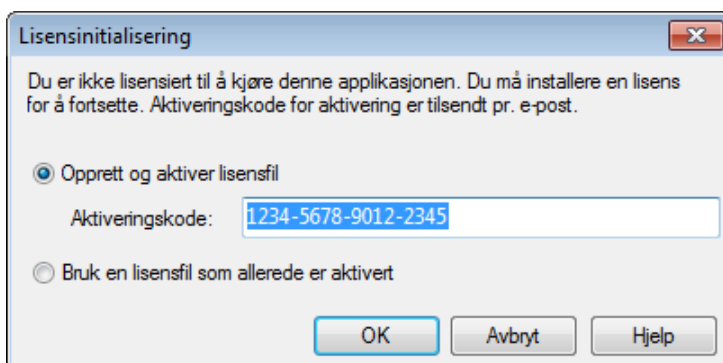 Lisensinitialisering
Du er ikke lisensiert til å kjøre denne applikasjonen. Du må installere en lisens
for å fortsette. Aktiveringskode for aktivering er tilsendt pr. e-post.
Opprett og aktiver lisensfil
Aktiveringskode: 1234-5678-9012-2345
Bruk en lisensfil som allerede er aktivert
OK Avbryt Hjelp